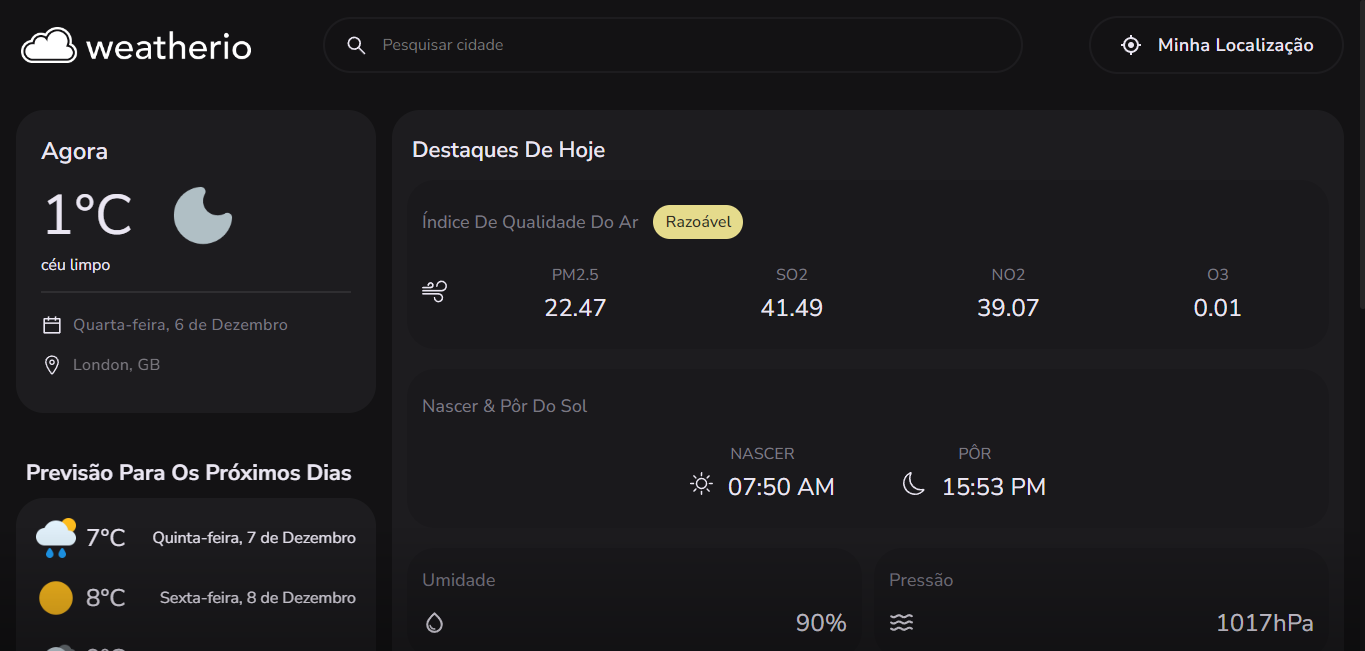 weatherio
Pesquisar cidade
Minha Localização
Agora
1°C
céu limpo
Quarta-feira, 6 de Dezembro
London, GB
Previsão Para Os Próximos Dias
7°C Quinta-feira, 7 de Dezembro
8°C Sexta-feira, 8 de Dezembro
Destaques De Hoje
Índice De Qualidade Do Ar Razoável
PM2.5 SO2 NO2 O3
22.47 41.49 39.07 0.01
Nascer & Pôr Do Sol
NASCER PÔR
07:50 AM 15:53 PM
Umidade Pressão
90% 1017hPa